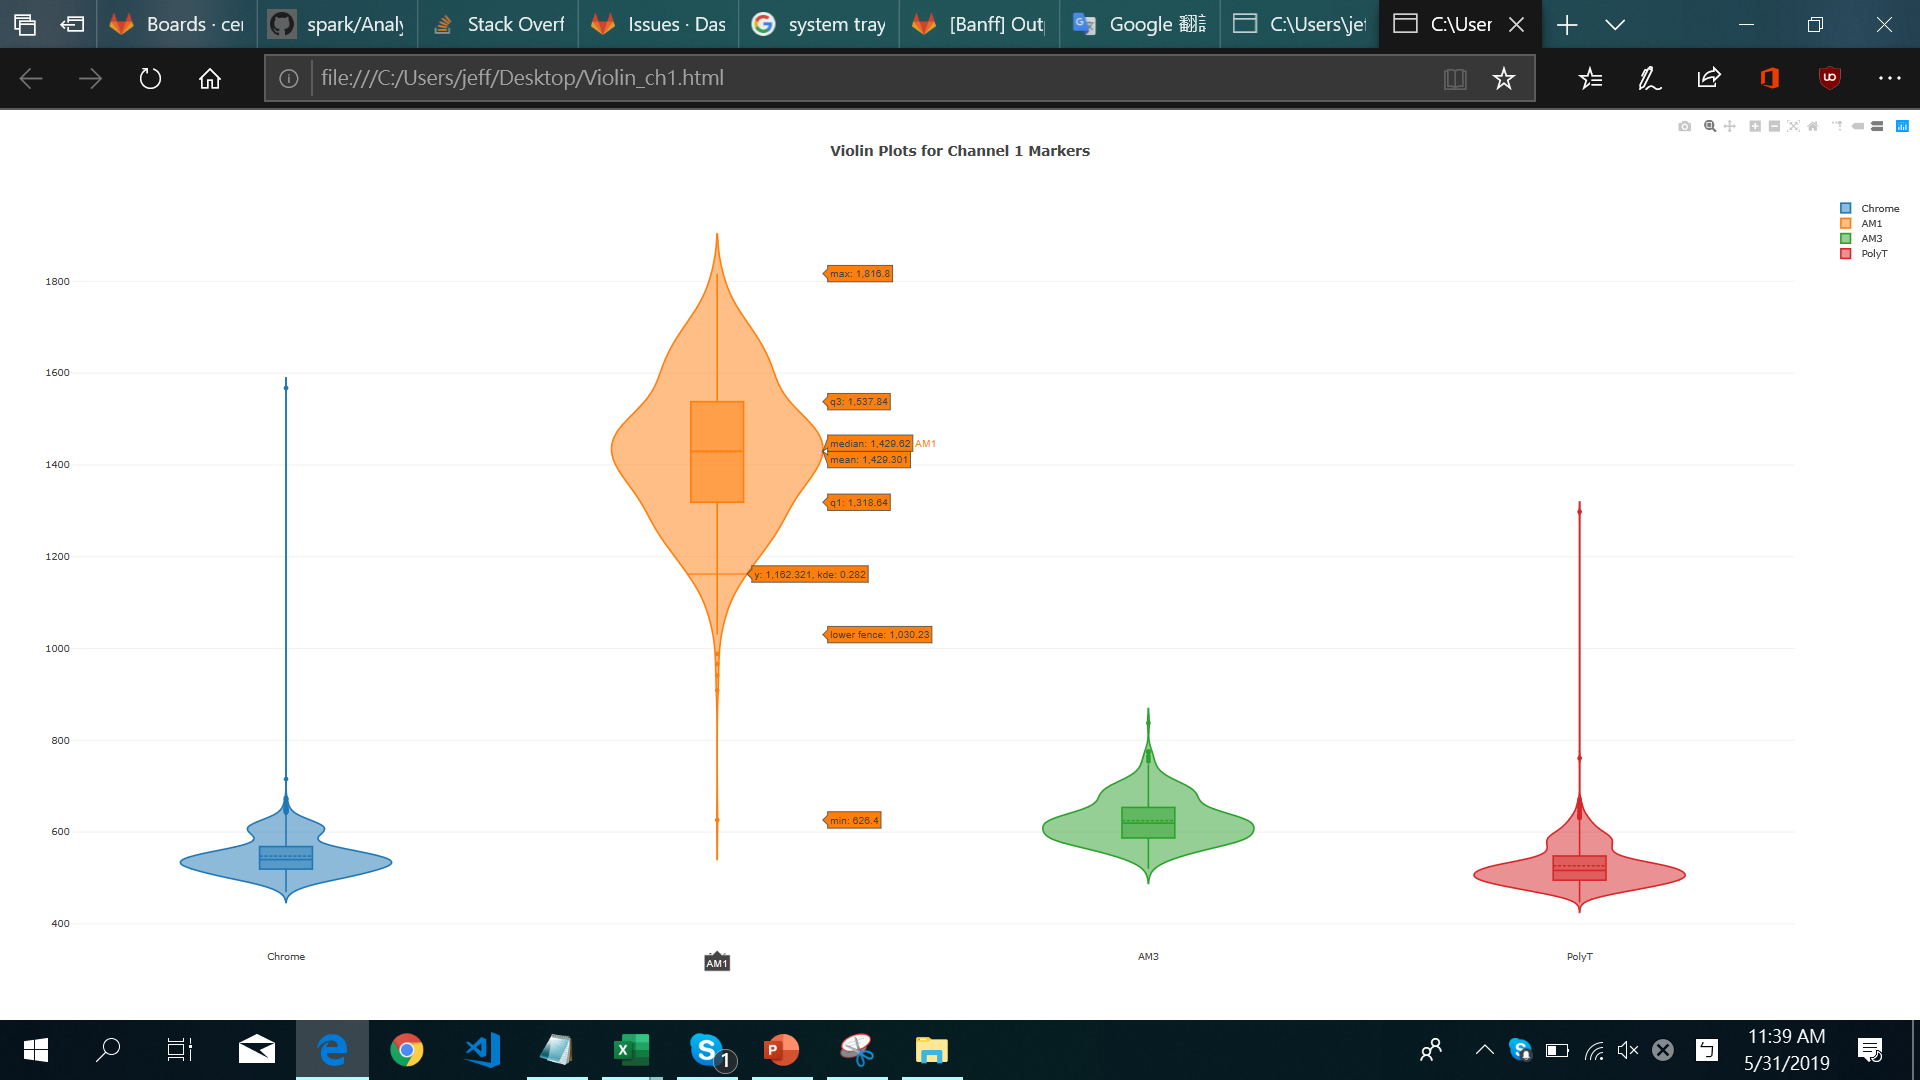 Boards · cer
spark/Analy
Stack Overf
Issues · Das
system tray
[Banff] Out
Google 翻譯
C:\Users\jef
C:\User
file:///C:/Users/jeff/Desktop/Violin_ch1.html
Violin Plots for Channel 1 Markers
Chrome
AM1
AM3
PolyT
1800
1600
1400
1200
1000
800
600
400
max: 1,816.8
q3: 1,537.84
median: 1,429.62 AM1
mean: 1,429.301
q1: 1,318.64
y: 1,162.321, kde: 0.282
lower fence: 1,030.23
min: 626.4
Chrome
AM1
AM3
PolyT
1
11:39 AM
5/31/2019